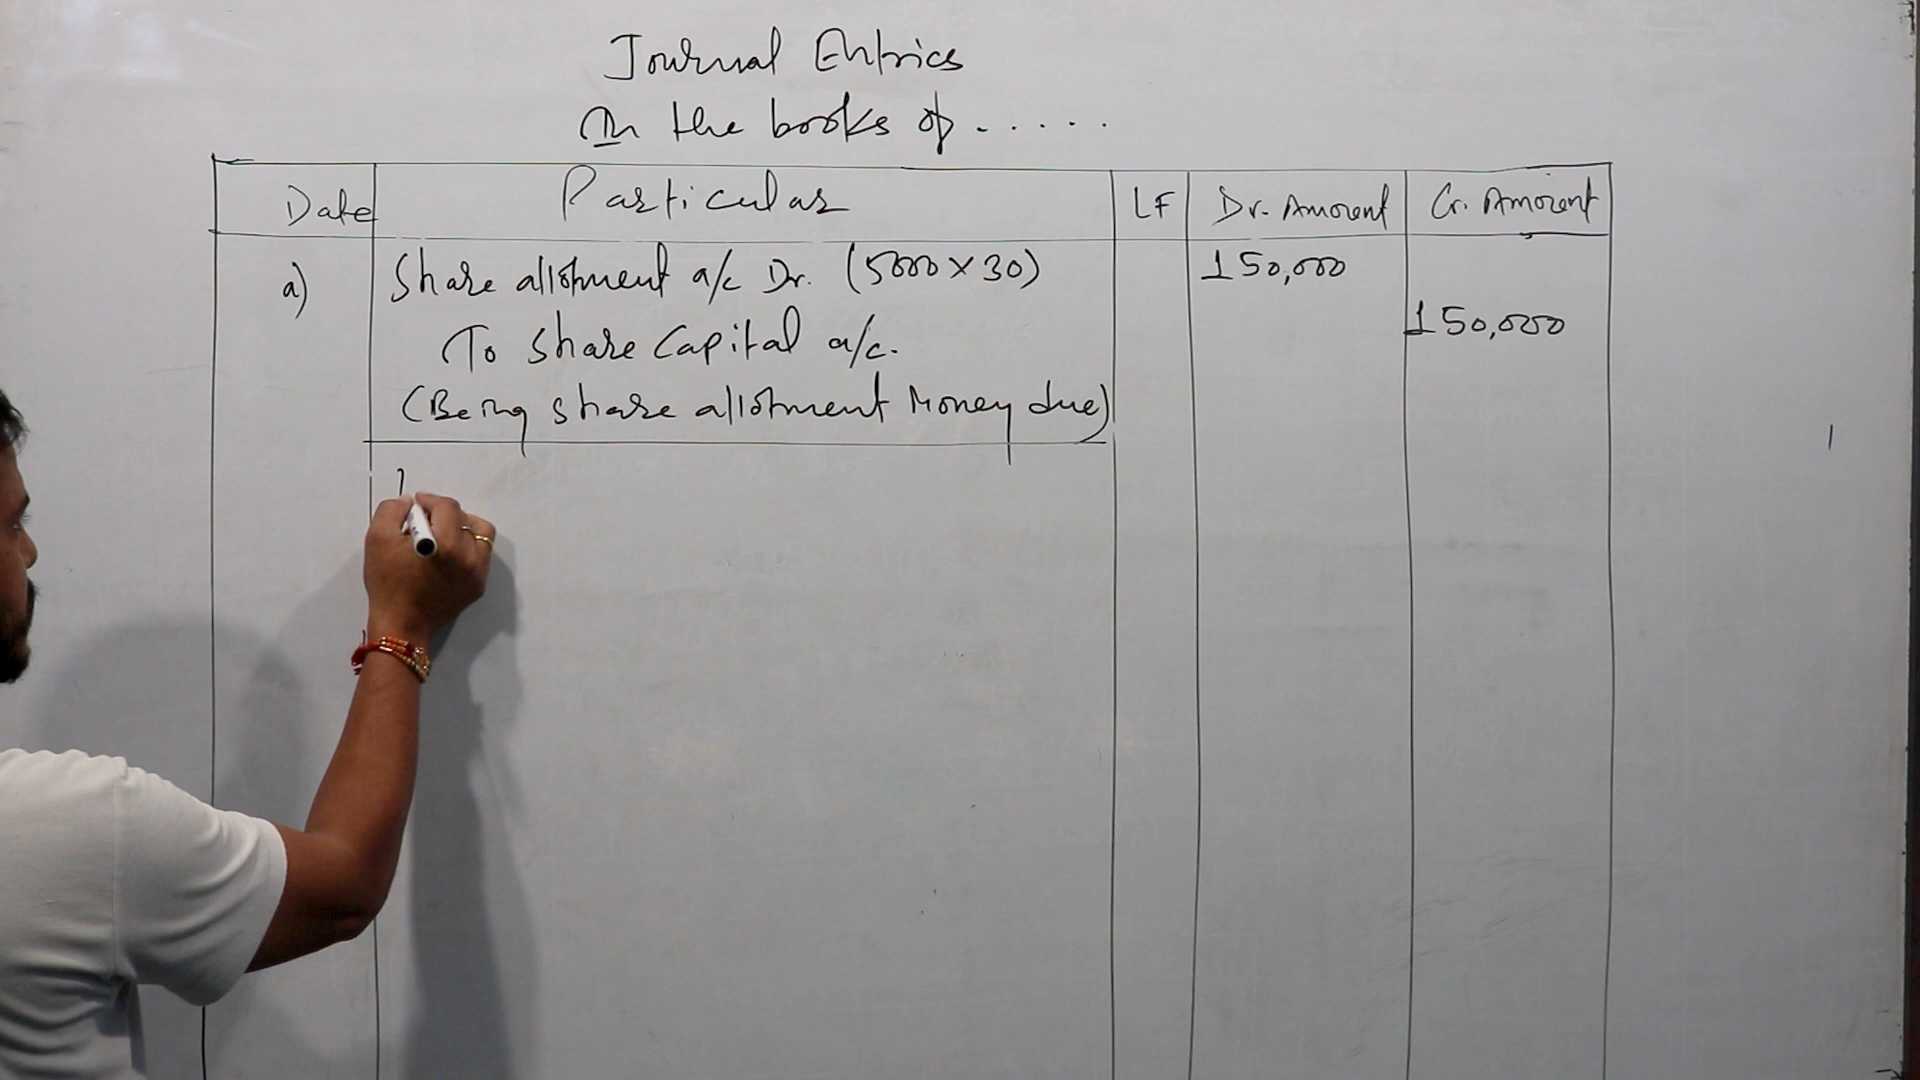 Journal Entries
In the books of .....
Date Particular LF Dr. Amount Cr. Amount
a) Share allotment a/c Dr. (5000 × 30) 150,000
To Share Capital a/c. 150,000
(Being share allotment Money due)